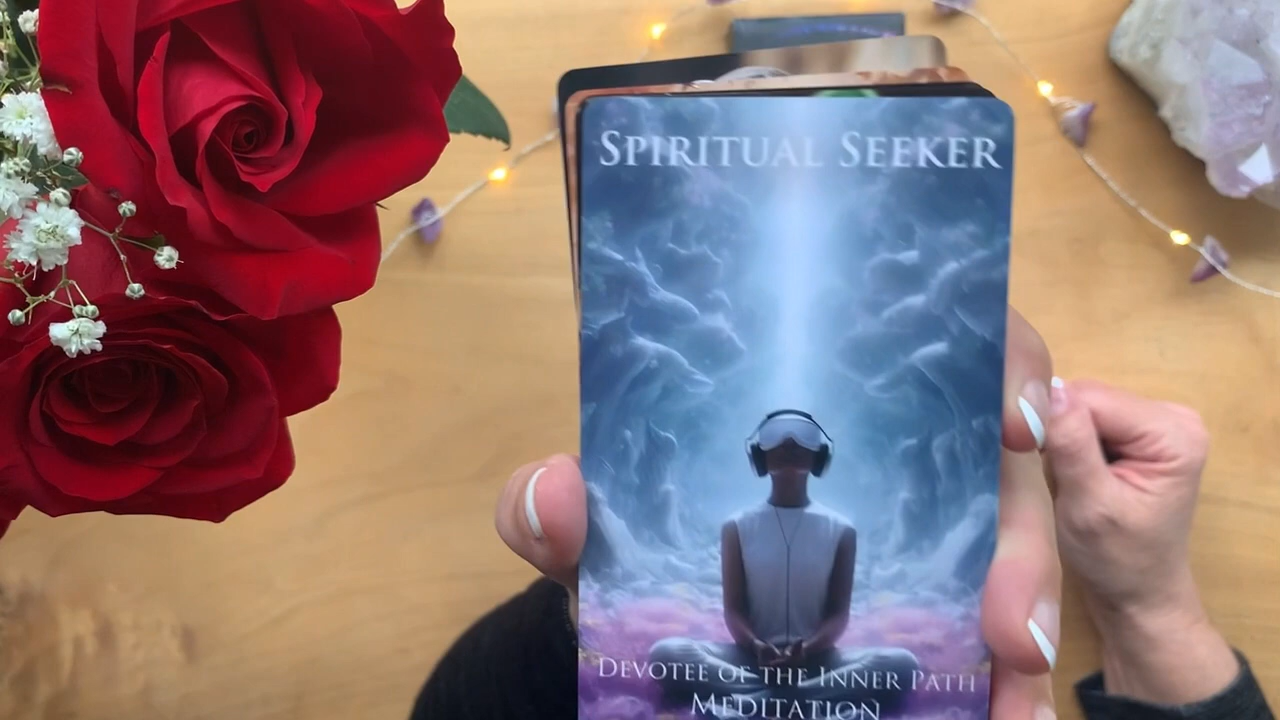 SPIRITUAL SEEKER
DEVOTEE OF THE INNER PATH
MEDITATION